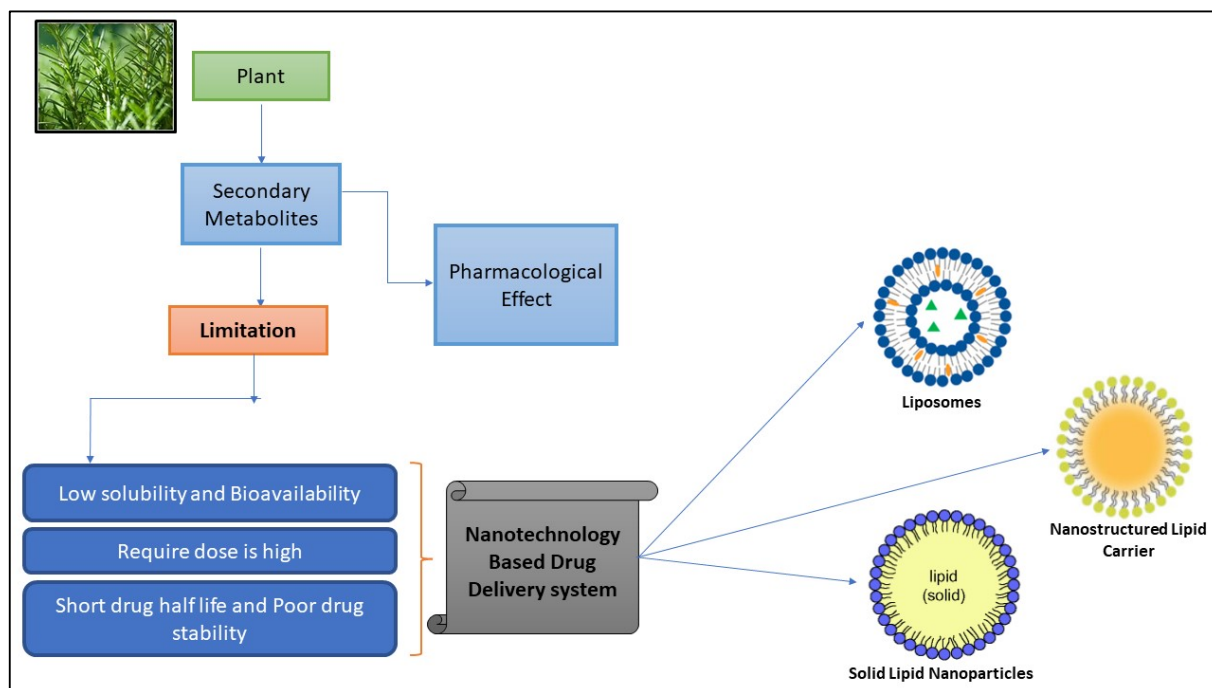 Plant
Secondary
Metabolites
Pharmacological
Effect
Limitation
Low solubility and Bioavailability
Require dose is high
Short drug half life and Poor drug
stability
Nanotechnology
Based Drug
Delivery system
Liposomes
Nanostructured Lipid
Carrier
lipid
(solid)
Solid Lipid Nanoparticles